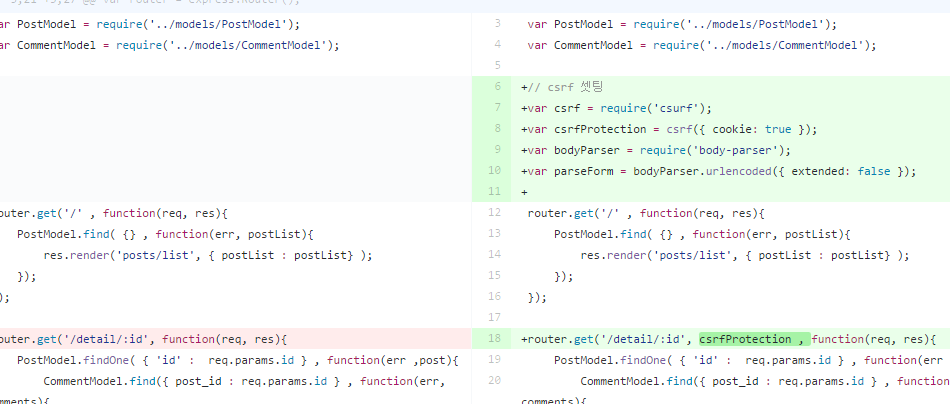 var router = express.Router();
ar PostModel = require('../models/PostModel');
ar CommentModel = require('../models/CommentModel');
outer.get('/' , function(req, res){
PostModel.find( {} , function(err, postList){
res.render('posts/list', { postList : postList} );
});
);
outer.get('/detail/:id', function(req, res){
PostModel.findOne( { 'id' :  req.params.id } , function(err ,post){
CommentModel.find({ post_id : req.params.id } , function(err,
mments){
3 var PostModel = require('../models/PostModel');
4 var CommentModel = require('../models/CommentModel');
5
6 +// csrf 셋팅
7 +var csrf = require('csurf');
8 +var csrfProtection = csrf({ cookie: true });
9 +var bodyParser = require('body-parser');
10 +var parseForm = bodyParser.urlencoded({ extended: false });
11 +
12 router.get('/' , function(req, res){
13 PostModel.find( {} , function(err, postList){
14 res.render('posts/list', { postList : postList} );
15 });
16 });
17
18 +router.get('/detail/:id', csrfProtection , function(req, res){
19 PostModel.findOne( { 'id' :  req.params.id } , function(err
20 CommentModel.find({ post_id : req.params.id } , function
comments){